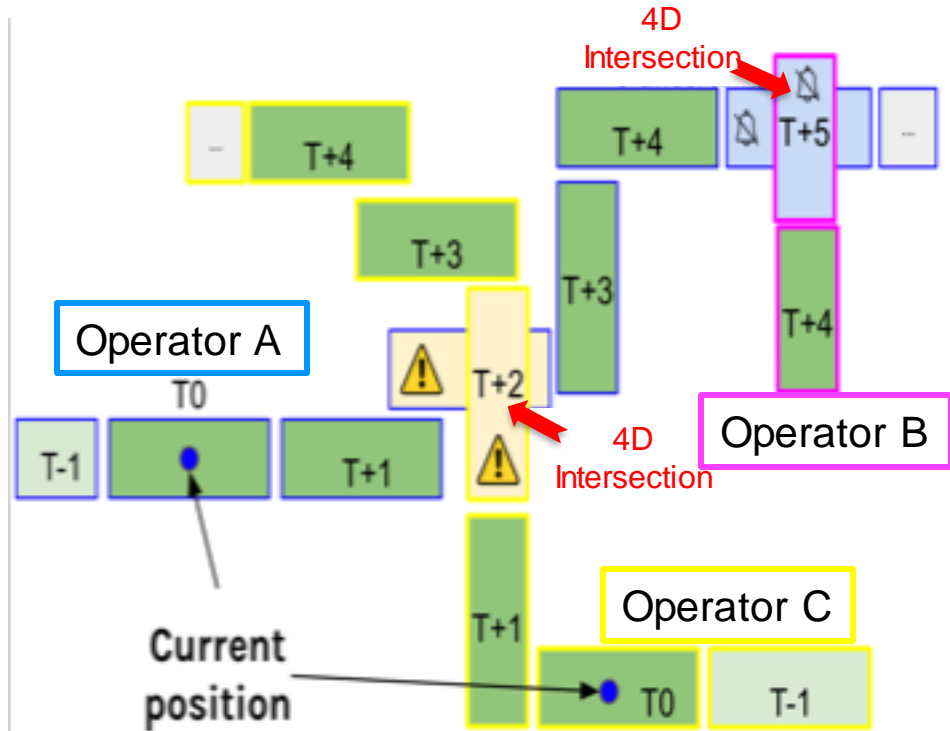 4D
Intersection
...
T+4
T+4
T+5
...
T+3
T+3
T+4
Operator A
T+2
Operator B
T0
4D
Intersection
T-1
T+1
Operator C
T+1
Current
position
T0
T-1